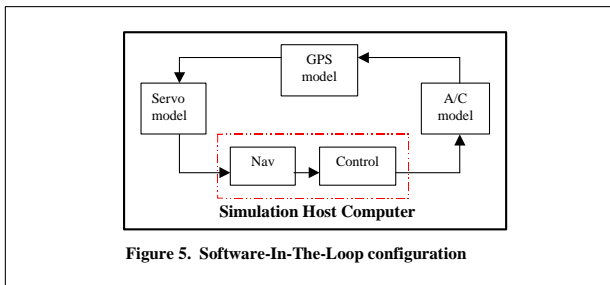 GPS
model
Servo
model
A/C
model
Nav
Control
Simulation Host Computer
Figure 5. Software-In-The-Loop configuration